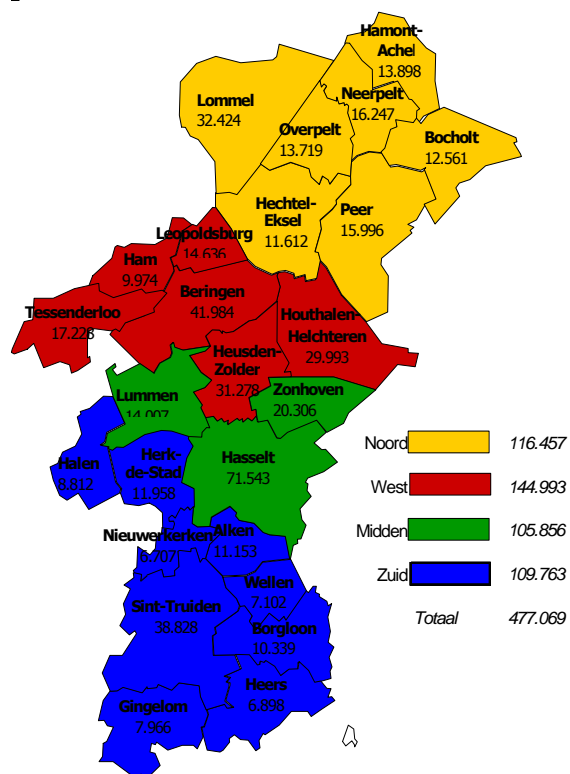 Hamont-
Achel
13.898
Lommel
32.424
Neerpelt
16.247
Overpelt
13.719
Bocholt
12.561
Hechtel-
Eksel
11.612
Peer
15.996
Leopoldsburg
14.636
Ham
9.974
Beringen
41.984
Houthalen-
Helchteren
29.993
Tessenderloo
17.228
Heusden-
Zolder
31.278
Lummen
14.007
Zonhoven
20.306
Halen
8.812
Herk-
de-Stad
11.958
Hasselt
71.543
Nieuwerkerken
6.707
Alken
11.153
Wellen
7.102
Sint-Truiden
38.828
Borgloon
10.339
Heers
6.898
Gingelom
7.966
Noord 116.457
West 144.993
Midden 105.856
Zuid 109.763
Totaal 477.069